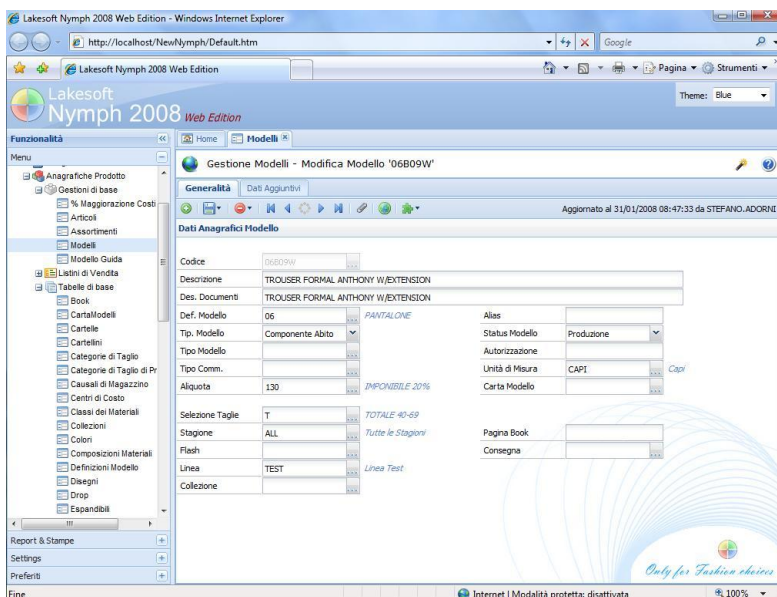 Lakesoft Nymph 2008 Web Edition - Windows Internet Explorer
http://localhost/NewNymph/Default.htm
Google
Lakesoft Nymph 2008 Web Edition
Pagina
Strumenti
Lakesoft
Nymph 2008 Web Edition
Theme: Blue
Funzionalità
Home
Modelli
Menu
Gestione Modelli - Modifica Modello '06B09W'
Anagrafiche Prodotto
Gestioni di base
% Maggiorazione Costi
Articoli
Assortimenti
Modelli
Modello Guida
Listini di Vendita
Tabelle di base
Book
CartaModelli
Cartelle
Cartellini
Categorie di Taglio
Categorie di Taglio di Pr
Causali di Magazzino
Centri di Costo
Classi dei Materiali
Collezioni
Colori
Composizioni Materiali
Definizioni Modello
Disegni
Drop
Espandibili
Report & Stampe
Settings
Preferiti
Generalità
Dati Aggiuntivi
Aggiornato al 31/01/2008 08:47:33 da STEFANO.ADORNI
Dati Anagrafici Modello
Codice 06B09W
Descrizione TROUSER FORMAL ANTHONY W/EXTENSION
Des. Documenti TROUSER FORMAL ANTHONY W/EXTENSION
Def. Modello 06 PANTALONE Alias
Tip. Modello Componente Abito Status Modello Produzione
Tipo Modello Autorizzazione
Tipo Comm. Unità di Misura CAPI Capi
Aliquota 130 IMPONIBILE 20% Carta Modello
Selezione Taglie T TOTALE 40-69
Stagione ALL Tutte le Stagioni Pagina Book
Flash Consegna
Linea TEST Linea Test
Collezione
Only for Fashion choices
Fine
Internet | Modalità protetta: disattivata
100%